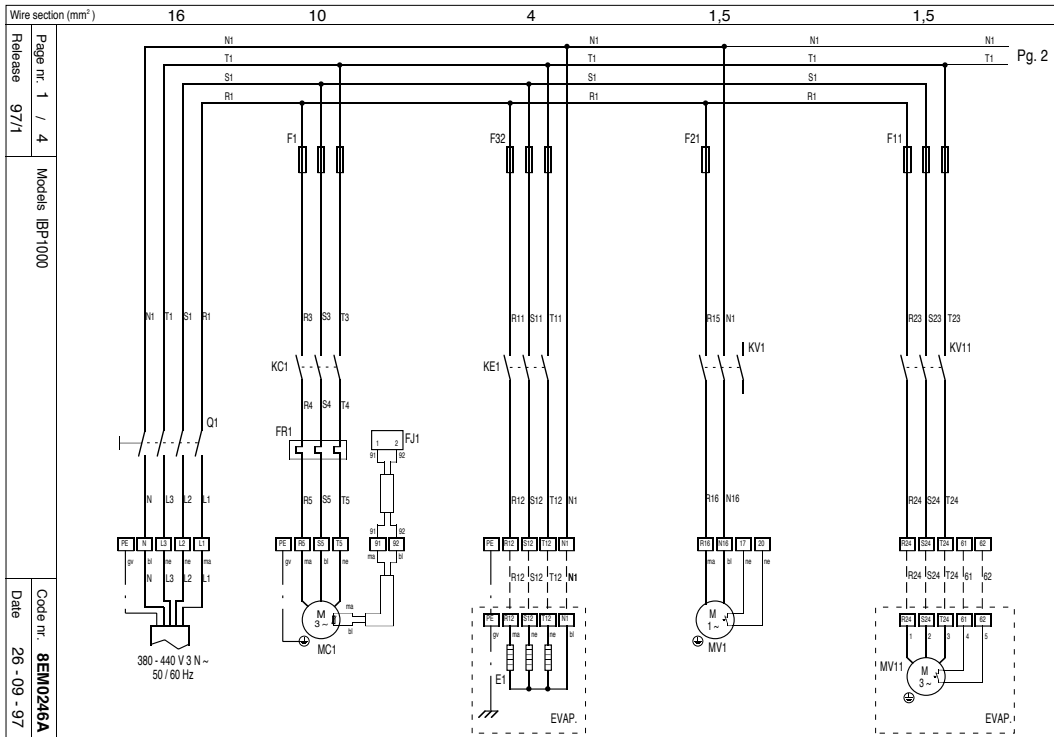 Wire section (mm²) 16 10 4 1,5 1,5
Page nr. 1 / 4
Release 97/1
Models IBP1000
Code nr. 8EM0246A
Date 26 - 09 - 97
N1 N1 N1 N1
T1 T1 T1 Pg. 2
S1 S1 S1
R1 R1 R1
F1 F32 F21 F11
N1 T1 S1 R1 R3 S3 T3 R11 S11 T11 R15 N1 R23 S23 T23
KC1 KE1 KV1 KV11
R4 S4 T4
Q1
FR1 1 2 FJ1
91 92
N L3 L2 L1 R5 S5 T5 R12 S12 T12 N1 R16 N16 R24 S24 T24
91 92
PE N L3 L2 L1 PE R5 S5 T5 91 92 PE R12 S12 T12 N1 R16 N16 17 20 R24 S24 T24 61 62
gv bl ne ne ma gv ma bl ne ma bl ma bl ne ne
N L3 L2 L1 R12 S12 T12 N1 R24 S24 T24 61 62
PE R12 S12 T12 N1 R24 S24 T24 61 62
gv ma ne ne bl 1 2 3 4 5
M 3 ~ ma bl M 1 ~ M 3 ~
MC1 E1 MV1 MV11
380 - 440 V 3 N ~
50 / 60 Hz
EVAP. EVAP.